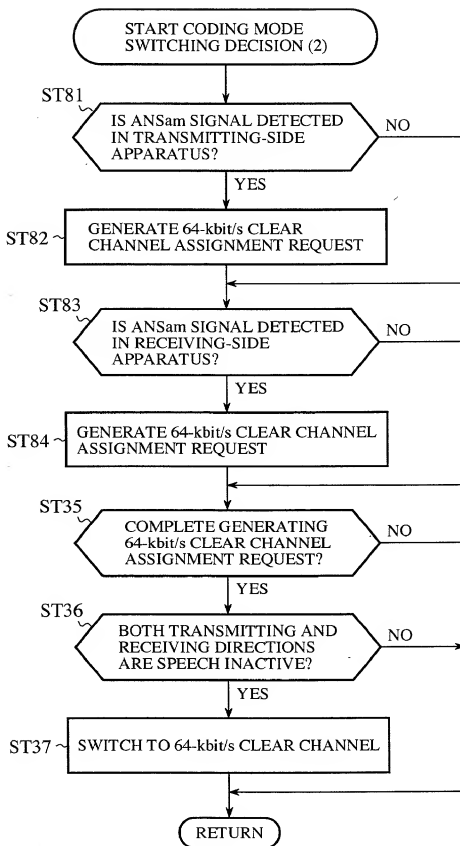 START CODING MODE
SWITCHING DECISION (2)
ST81
IS ANSam SIGNAL DETECTED
IN TRANSMITTING-SIDE
APPARATUS?
NO
YES
ST82
GENERATE 64-kbit/s CLEAR
CHANNEL ASSIGNMENT REQUEST
ST83
IS ANSam SIGNAL DETECTED
IN RECEIVING-SIDE
APPARATUS?
NO
YES
ST84
GENERATE 64-kbit/s CLEAR CHANNEL
ASSIGNMENT REQUEST
ST35
COMPLETE GENERATING
64-kbit/s CLEAR CHANNEL
ASSIGNMENT REQUEST?
NO
YES
ST36
BOTH TRANSMITTING AND
RECEIVING DIRECTIONS
ARE SPEECH INACTIVE?
NO
YES
ST37
SWITCH TO 64-kbit/s CLEAR CHANNEL
RETURN